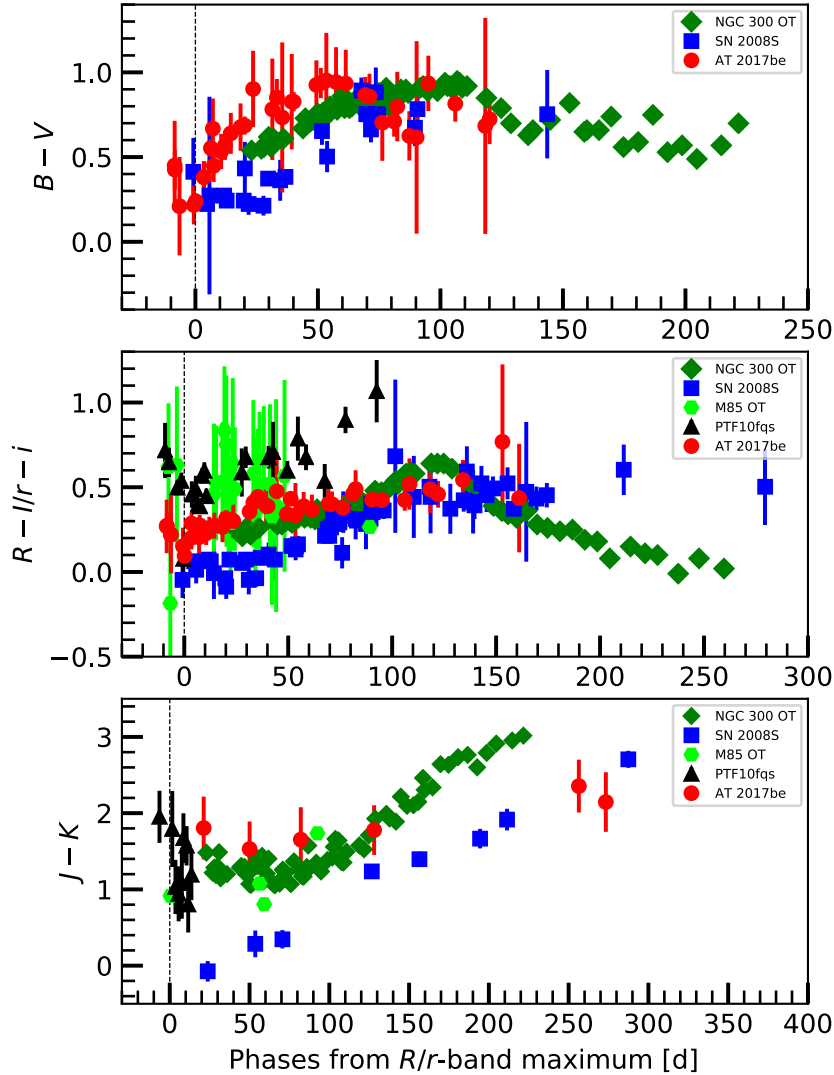 1.0
0.5
0.0
B − V
NGC 300 OT
SN 2008S
AT 2017be
0 50 100 150 200 250
1.0
0.5
0.0
−0.5
R − I/r − i
NGC 300 OT
SN 2008S
M85 OT
PTF10fqs
AT 2017be
0 50 100 150 200 250 300
3
2
1
0
J − K
NGC 300 OT
SN 2008S
M85 OT
PTF10fqs
AT 2017be
0 50 100 150 200 250 300 350 400
Phases from R/r-band maximum [d]